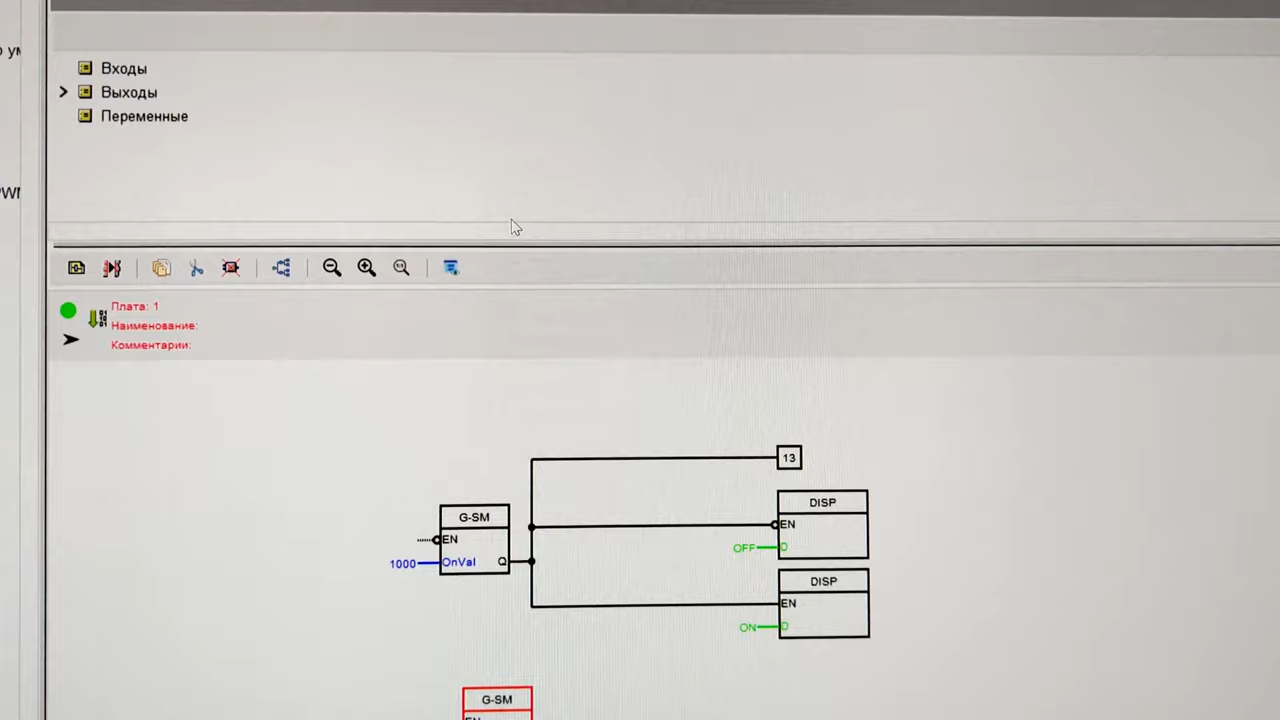 Входы
Выходы
Переменные
Плата: 1
Наименование:
Комментарии:
13
DISP
EN
OFF D
G-SM
EN
1000 OnVal Q
DISP
EN
ON D
G-SM
EN